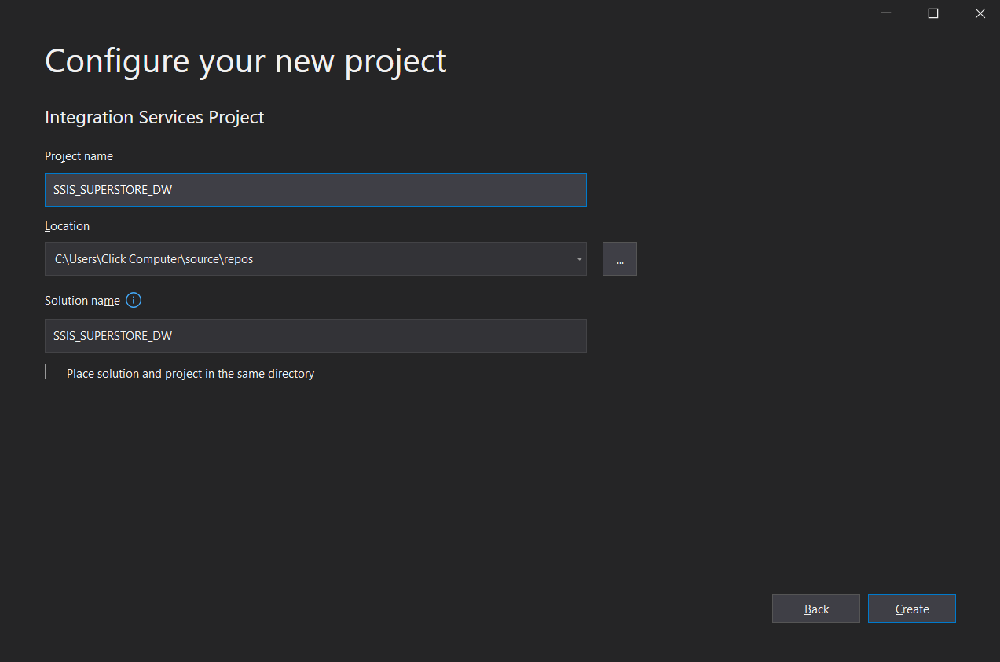 Configure your new project
Integration Services Project
Project name
SSIS_SUPERSTORE_DW
Location
C:\Users\Click Computer\source\repos
...
Solution name
SSIS_SUPERSTORE_DW
Place solution and project in the same directory
Back
Create